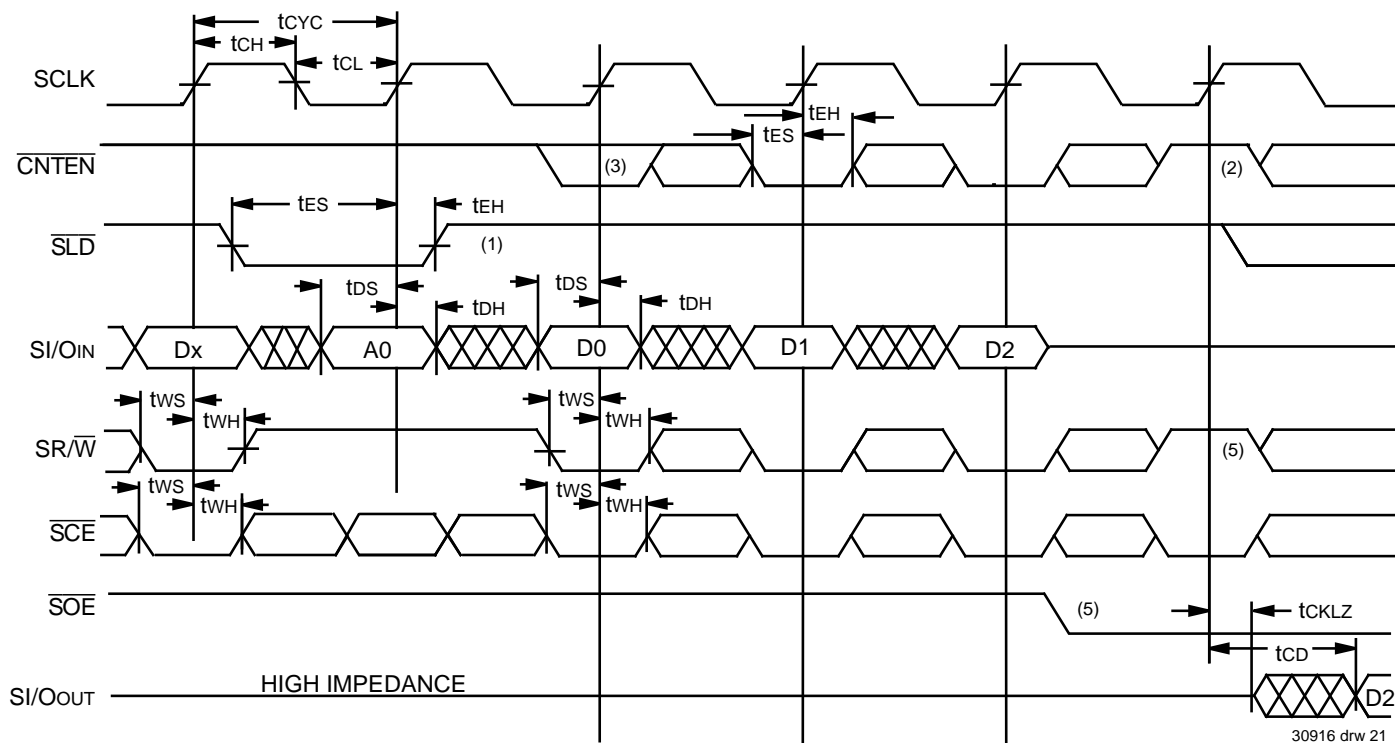 tCYC
tCH
tCL
SCLK
tEH
tES
CNTEN
(3)
(2)
tES
tEH
SLD
(1)
tDS
tDH
tDS
tDH
SI/OIN
Dx
A0
D0
D1
D2
tWS
tWH
tWS
tWH
SR/W
(5)
tWS
tWH
tWS
tWH
SCE
SOE
(5)
tCKLZ
tCD
SI/OOUT
HIGH IMPEDANCE
D2
30916 drw 21